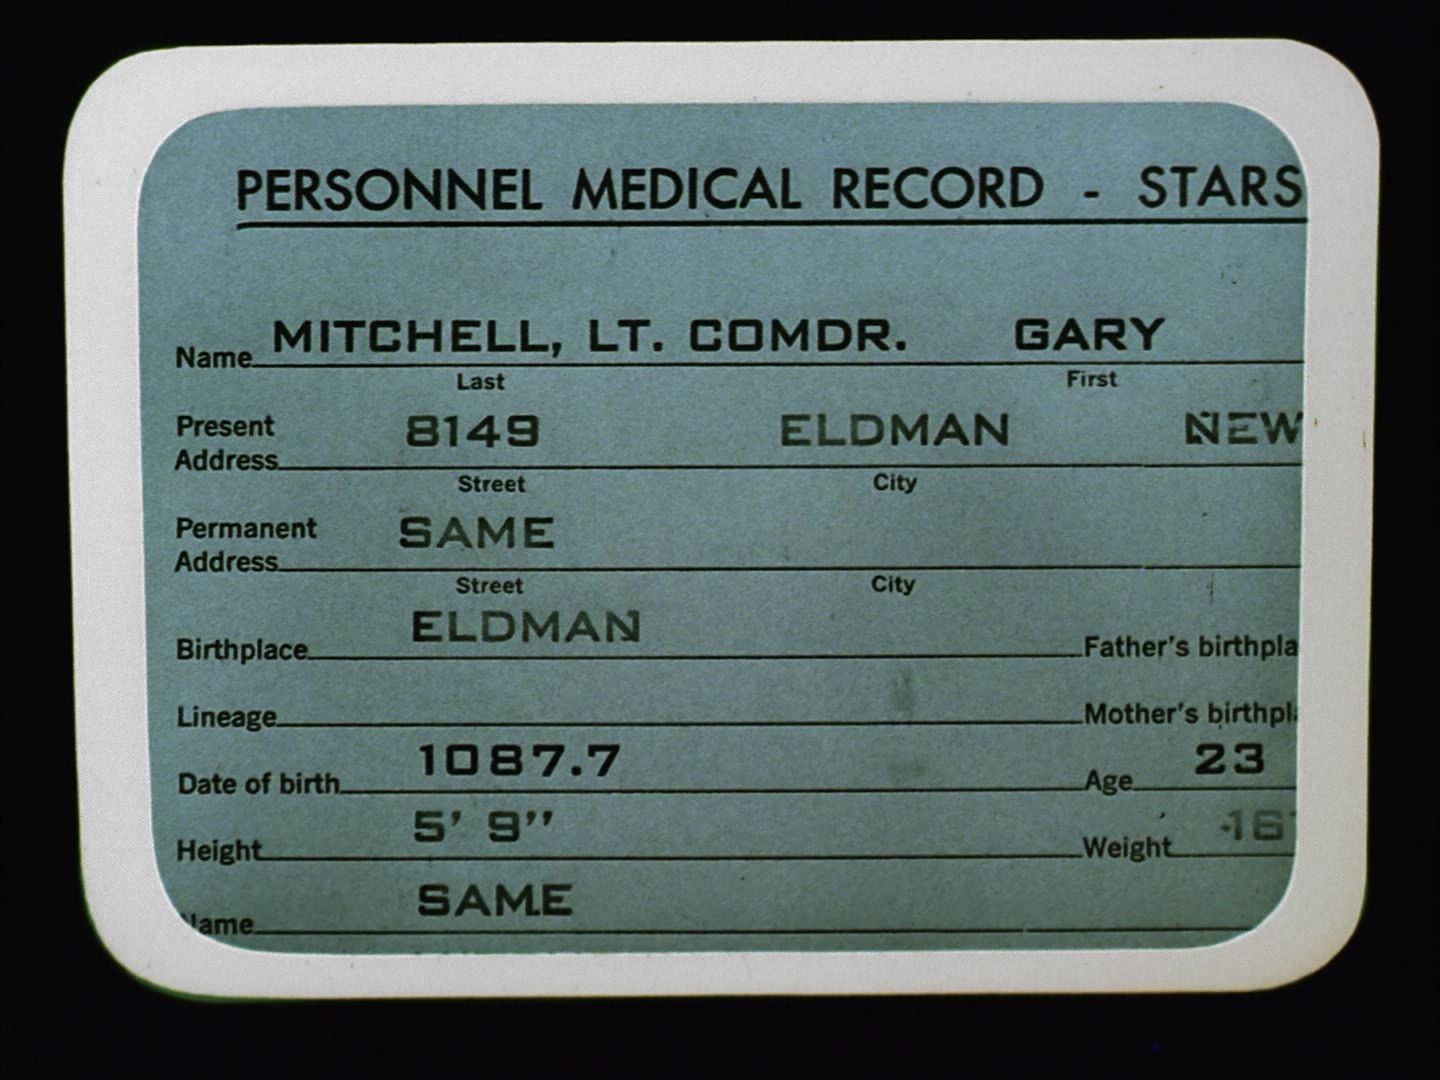 PERSONNEL MEDICAL RECORD - STARS
Name MITCHELL, LT. COMDR. GARY
Last First
Present Address 8149 ELDMAN NEW
Street City
Permanent Address SAME
Street City
Birthplace ELDMAN Father's birthpla
Lineage Mother's birthpl
Date of birth 1087.7 Age 23
Height 5' 9" Weight
Name SAME